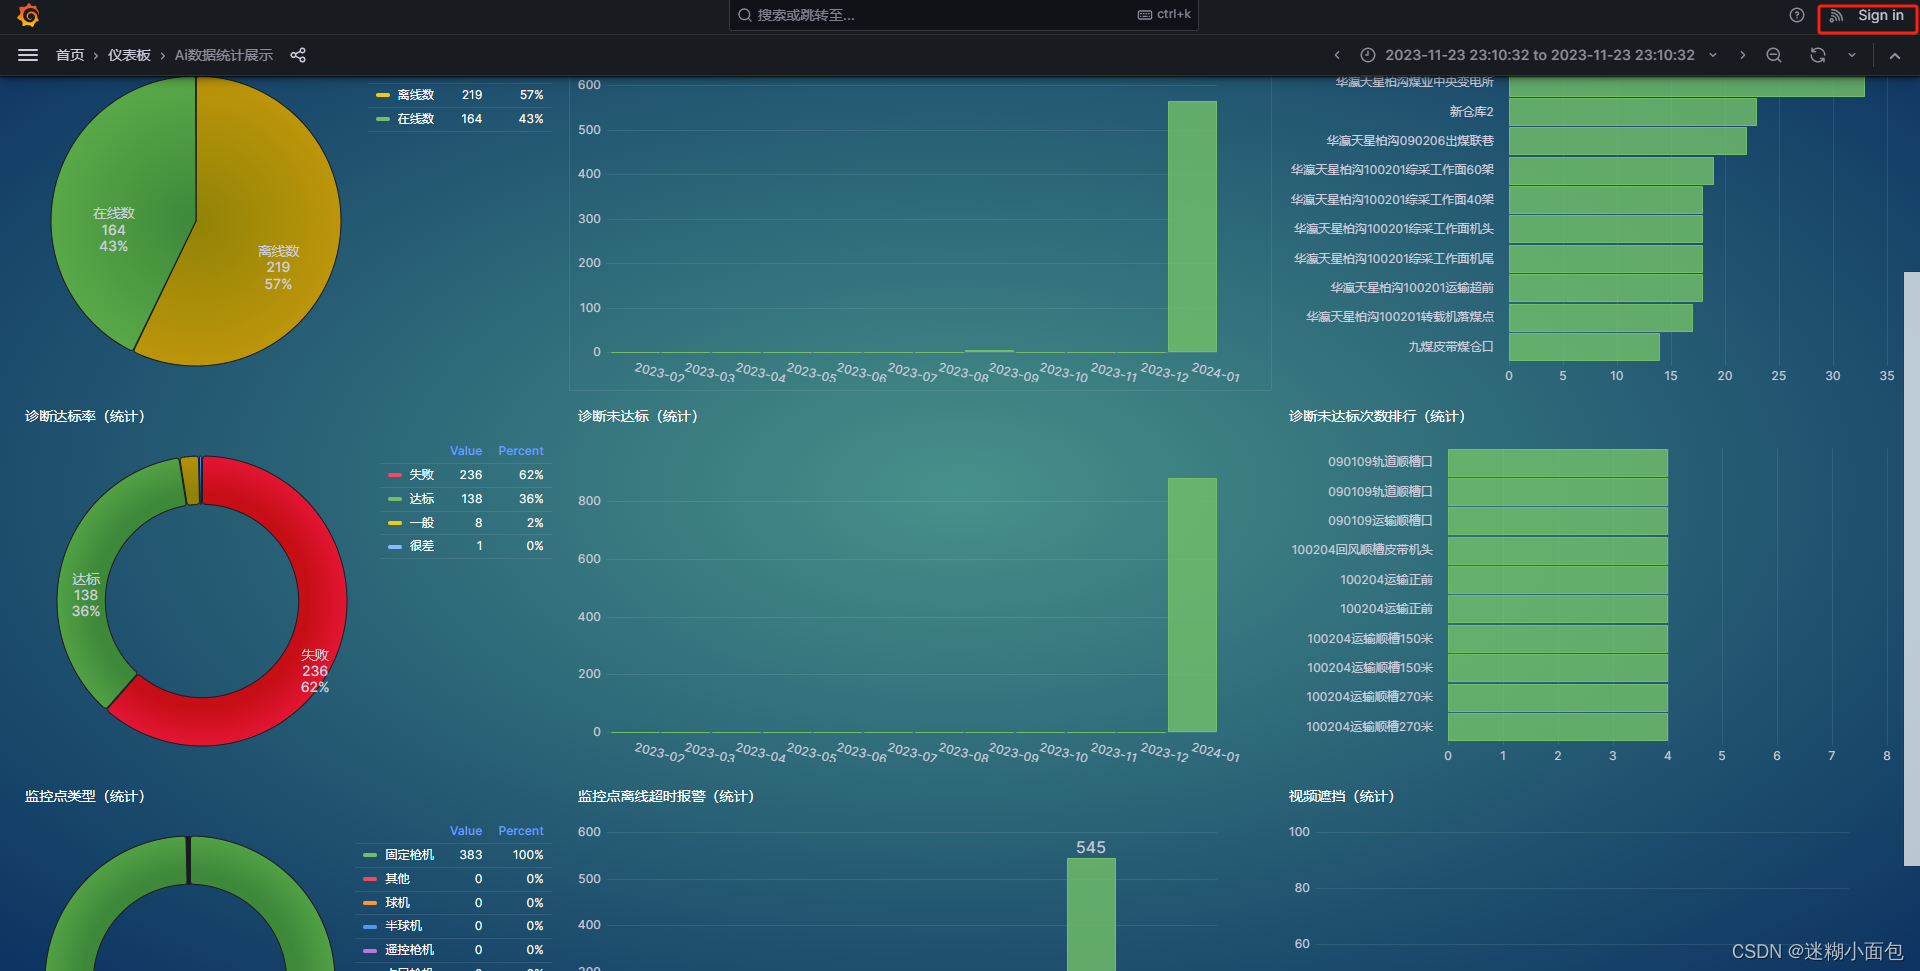 搜索或跳转至...
ctrl+k
Sign in
首页 › 仪表板 › Ai数据统计展示
2023-11-23 23:10:32 to 2023-11-23 23:10:32
离线数 219 57%
在线数 164 43%
在线数
164
43%
离线数
219
57%
600
500
400
300
200
100
0
2023-02 2023-03 2023-04 2023-05 2023-06 2023-07 2023-08 2023-09 2023-10 2023-11 2023-12 2024-01
华瀛天星柏沟煤业中央变电所
新仓库2
华瀛天星柏沟090206出煤联巷
华瀛天星柏沟100201综采工作面60架
华瀛天星柏沟100201综采工作面40架
华瀛天星柏沟100201综采工作面机头
华瀛天星柏沟100201综采工作面机尾
华瀛天星柏沟100201运输超前
华瀛天星柏沟100201转载机落煤点
九煤皮带煤仓口
0 5 10 15 20 25 30 35
诊断达标率（统计）
Value Percent
失败 236 62%
达标 138 36%
一般 8 2%
很差 1 0%
达标
138
36%
失败
236
62%
诊断未达标（统计）
800
600
400
200
0
2023-02 2023-03 2023-04 2023-05 2023-06 2023-07 2023-08 2023-09 2023-10 2023-11 2023-12 2024-01
诊断未达标次数排行（统计）
090109轨道顺槽口
090109轨道顺槽口
090109运输顺槽口
100204回风顺槽皮带机头
100204运输正前
100204运输正前
100204运输顺槽150米
100204运输顺槽150米
100204运输顺槽270米
100204运输顺槽270米
0 1 2 3 4 5 6 7 8
监控点类型（统计）
Value Percent
固定枪机 383 100%
其他 0 0%
球机 0 0%
半球机 0 0%
遥控枪机 0 0%
监控点离线超时报警（统计）
600
500
400
545
视频遮挡（统计）
100
80
60
CSDN @迷糊小面包